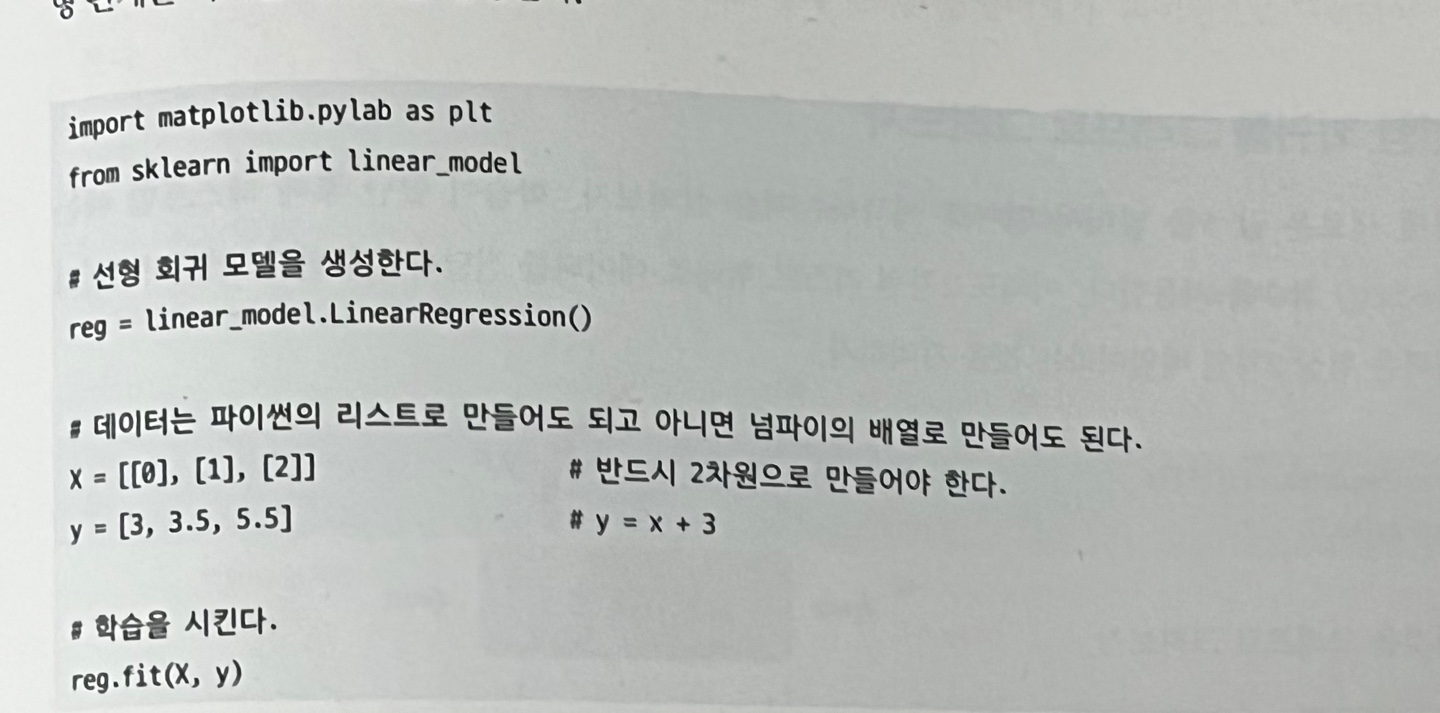 import matplotlib.pylab as plt
from sklearn import linear_model
# 선형 회귀 모델을 생성한다.
reg = linear_model.LinearRegression()
# 데이터는 파이썬의 리스트로 만들어도 되고 아니면 넘파이의 배열로 만들어도 된다.
X = [[0], [1], [2]] # 반드시 2차원으로 만들어야 한다.
y = [3, 3.5, 5.5] # y = x + 3
# 학습을 시킨다.
reg.fit(X, y)